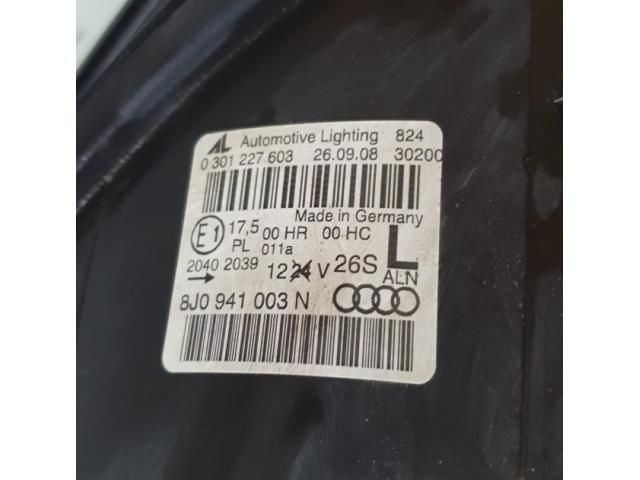 AL Automotive Lighting 824
0 301 227 603 26.09.08 30200
Made in Germany
E1 17,5 00 HR 00 HC L
PL 011a
2040 2039 12 24 V 26S ALN
8J0 941 003 N